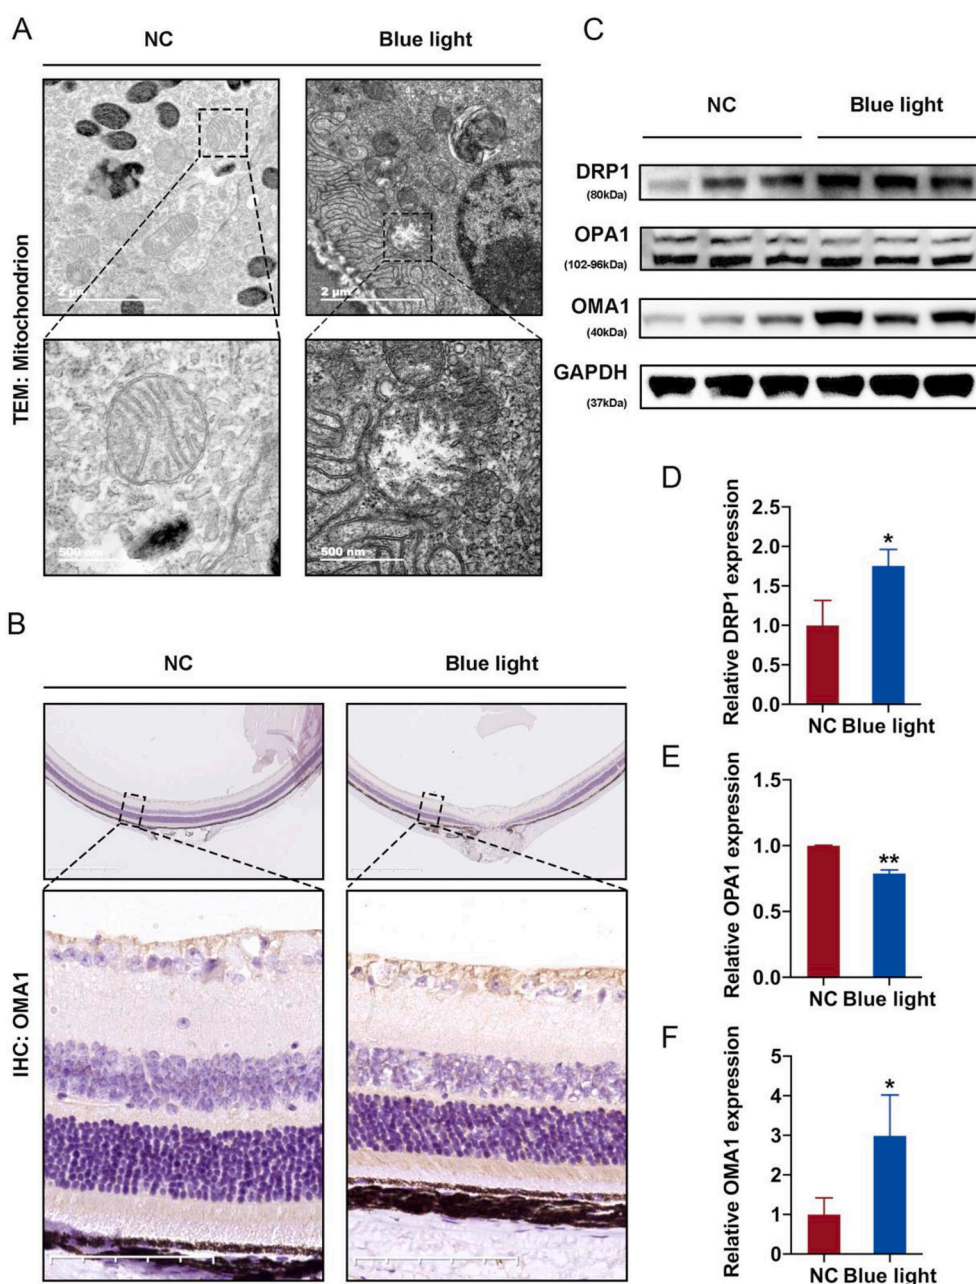 A
NC
Blue light
TEM: Mitochondrion
2 μm
2 μm
500 nm
500 nm
B
NC
Blue light
IHC: OMA1
C
NC
Blue light
DRP1
(80kDa)
OPA1
(102-96kDa)
OMA1
(40kDa)
GAPDH
(37kDa)
D
Relative DRP1 expression
2.5
2.0
1.5
1.0
0.5
0.0
*
NC Blue light
E
Relative OPA1 expression
1.5
1.0
0.5
0.0
**
NC Blue light
F
Relative OMA1 expression
5
4
3
2
1
0
*
NC Blue light